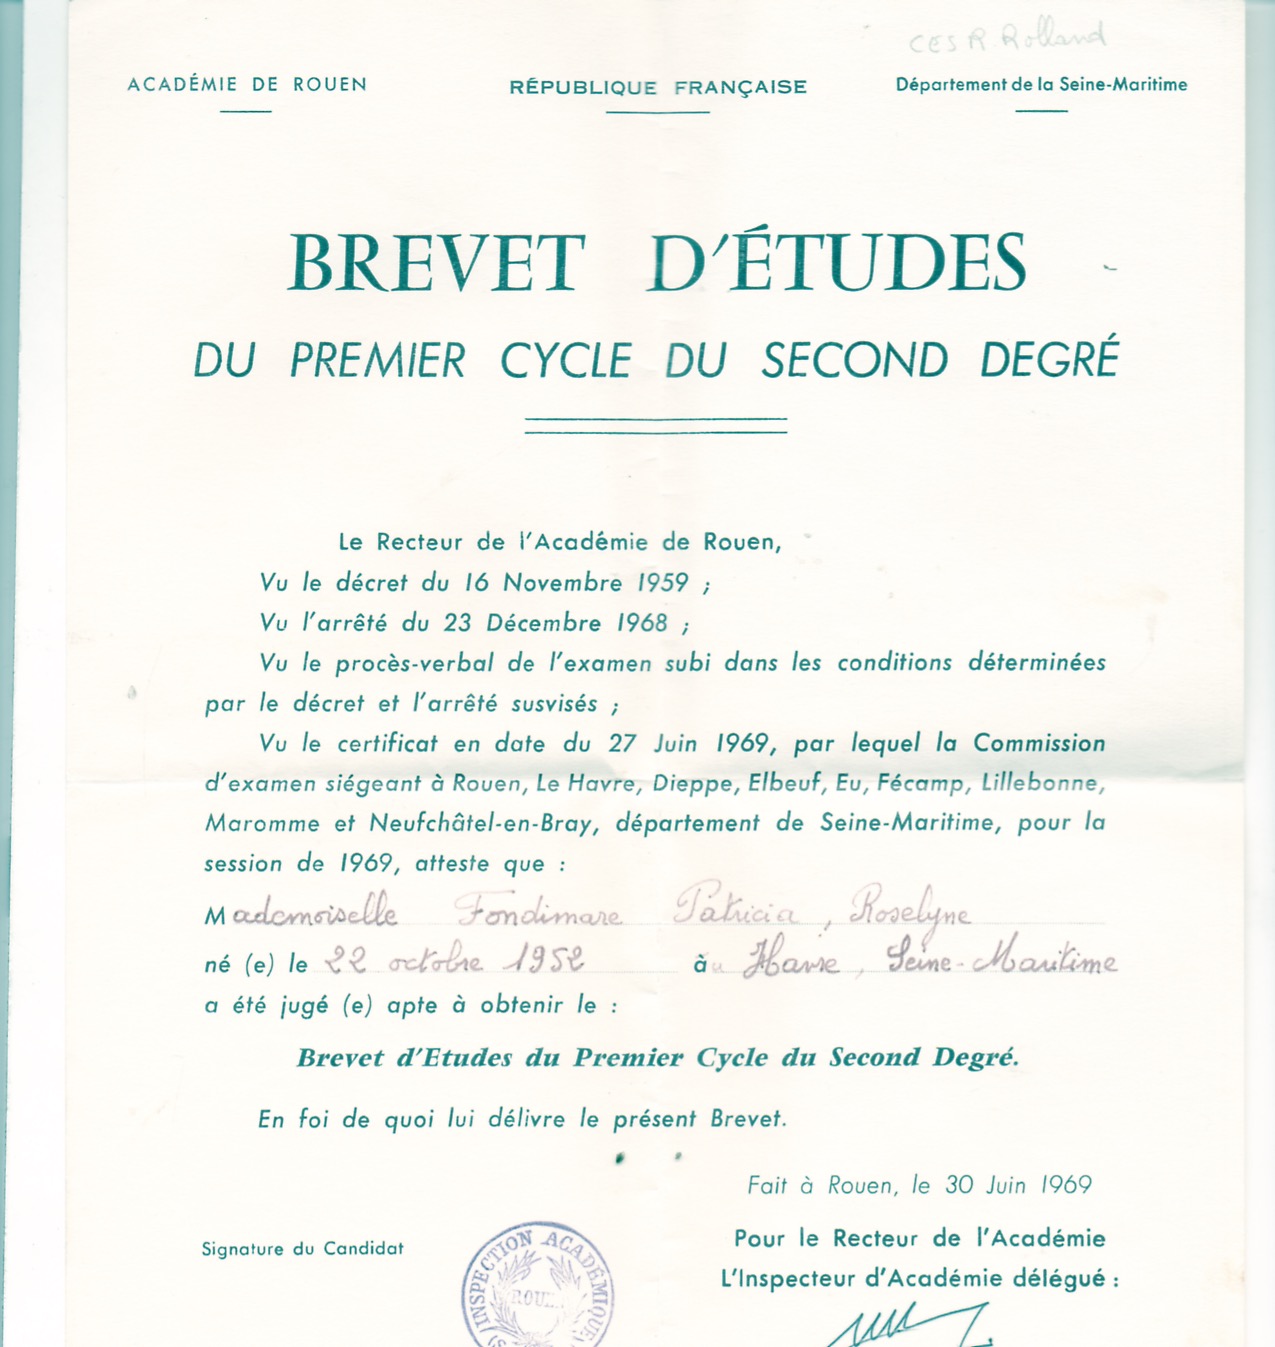 CES R. Rolland
ACADÉMIE DE ROUEN
RÉPUBLIQUE FRANÇAISE
Département de la Seine-Maritime
BREVET D'ÉTUDES
DU PREMIER CYCLE DU SECOND DEGRÉ
Le Recteur de l'Académie de Rouen,
Vu le décret du 16 Novembre 1959 ;
Vu l'arrêté du 23 Décembre 1968 ;
Vu le procès-verbal de l'examen subi dans les conditions déterminées
par le décret et l'arrêté susvisés ;
Vu le certificat en date du 27 Juin 1969, par lequel la Commission
d'examen siégeant à Rouen, Le Havre, Dieppe, Elbeuf, Eu, Fécamp, Lillebonne,
Maromme et Neufchâtel-en-Bray, département de Seine-Maritime, pour la
session de 1969, atteste que :
Mademoiselle Fondimare Patricia, Roselyne
né (e) le 22 octobre 1952 au Havre, Seine-Maritime
a été jugé (e) apte à obtenir le :
Brevet d'Etudes du Premier Cycle du Second Degré.
En foi de quoi lui délivre le présent Brevet.
Fait à Rouen, le 30 Juin 1969
Pour le Recteur de l'Académie
L'Inspecteur d'Académie délégué :
Signature du Candidat
INSPECTION ACADÉMIQUE